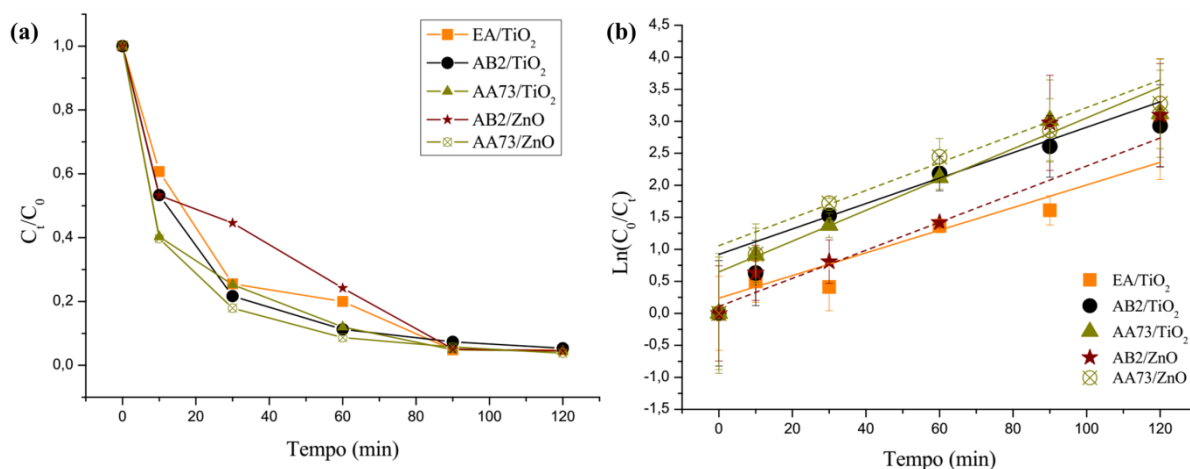 (a)
1,0
0,8
0,6
0,4
0,2
0,0
Cₜ/C₀
0 20 40 60 80 100 120
Tempo (min)
EA/TiO₂
AB2/TiO₂
AA73/TiO₂
AB2/ZnO
AA73/ZnO
(b)
4,5
4,0
3,5
3,0
2,5
2,0
1,5
1,0
0,5
0,0
-0,5
-1,0
-1,5
Ln(C₀/Cₜ)
0 20 40 60 80 100 120
Tempo (min)
EA/TiO₂
AB2/TiO₂
AA73/TiO₂
AB2/ZnO
AA73/ZnO